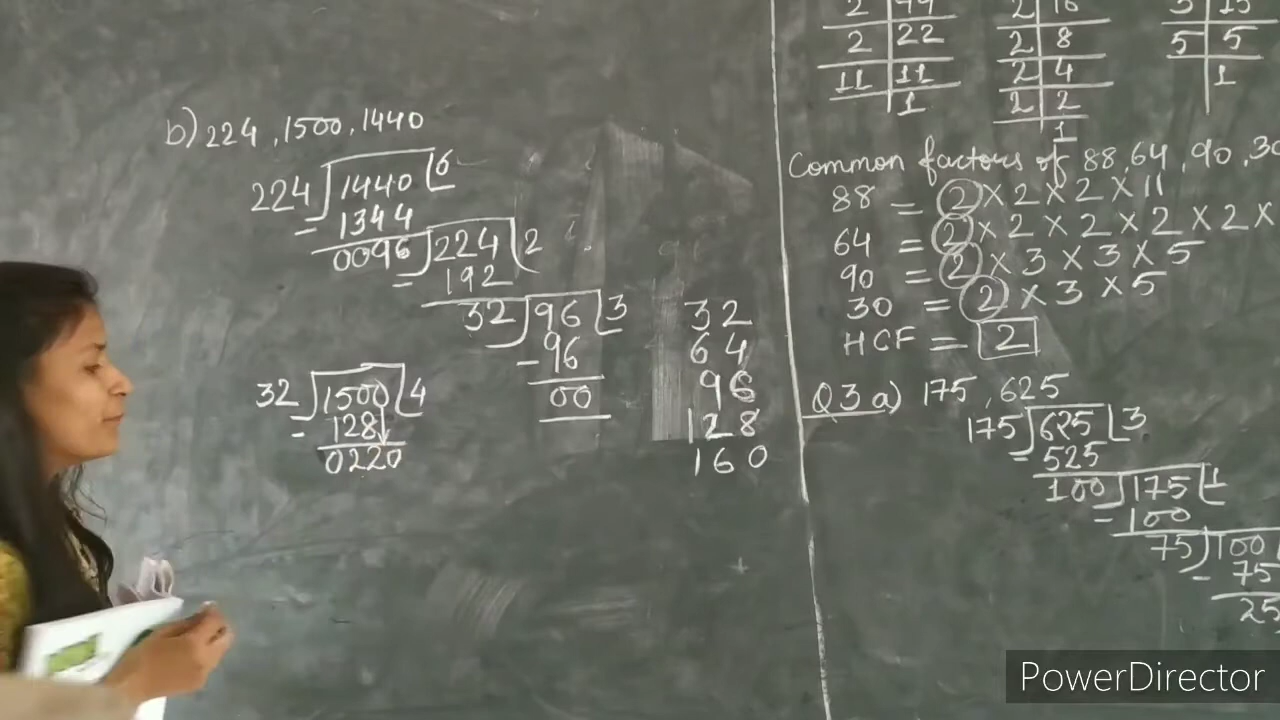 b) 224, 1500, 1440
224 1440 6
- 1344
0096 224 2
- 192
32 96 3
- 96
00
32 1500 4
- 128
0220
32
64
96
128
160
2 22
11 11
1
2 16
2 8
2 4
2 2
1
3 15
5 5
1
Common factors of 88, 64, 90, 30
88 = 2 × 2 × 2 × 11
64 = 2 × 2 × 2 × 2 × 2 ×
90 = 2 × 3 × 3 × 5
30 = 2 × 3 × 5
HCF = 2
Q3 a) 175, 625
175 625 3
- 525
100 175 1
- 100
75 100
- 75
25
PowerDirector